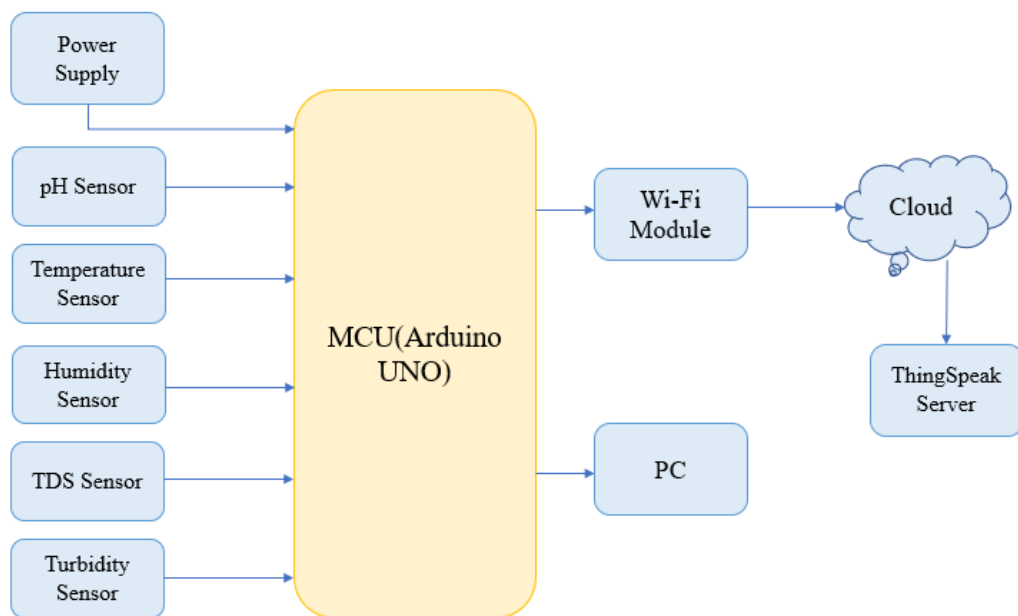 Power
Supply
pH Sensor
Temperature
Sensor
Humidity
Sensor
TDS Sensor
Turbidity
Sensor
MCU(Arduino
UNO)
Wi-Fi
Module
PC
Cloud
ThingSpeak
Server